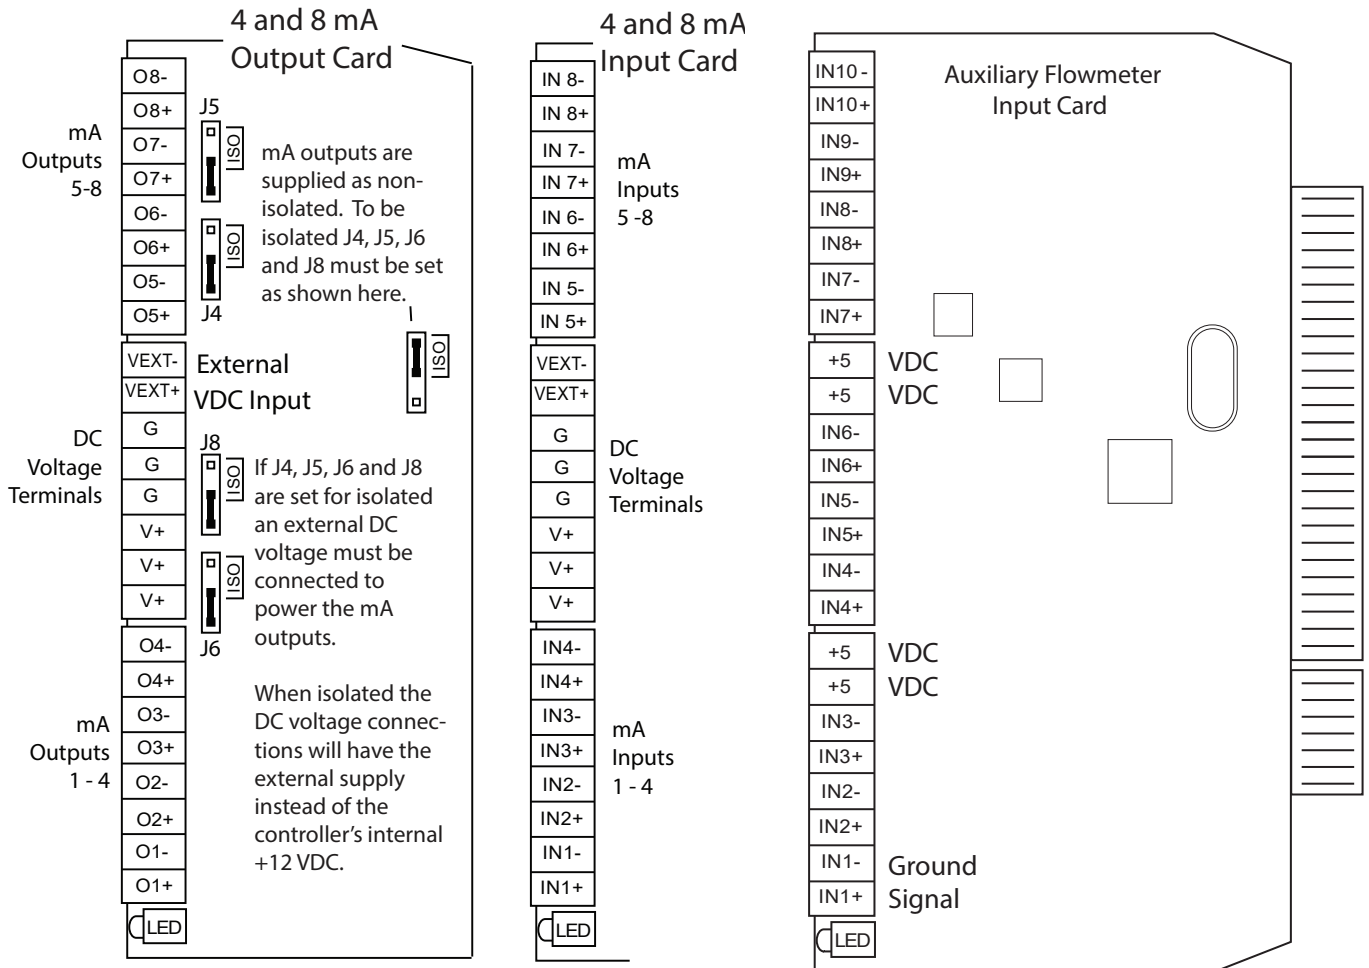 4 and 8 mA
Output Card
O8-
O8+
O7-
O7+
O6-
O6+
O5-
O5+
VEXT-
VEXT+
G
G
G
V+
V+
V+
O4-
O4+
O3-
O3+
O2-
O2+
O1-
O1+
LED
mA
Outputs
5-8
DC
Voltage
Terminals
mA
Outputs
1 - 4
J5
ISO
ISO
J4
External
VDC Input
J8
ISO
ISO
J6
mA outputs are
supplied as non-
isolated. To be
isolated J4, J5, J6
and J8 must be set
as shown here.
ISO
If J4, J5, J6 and J8
are set for isolated
an external DC
voltage must be
connected to
power the mA
outputs.
When isolated the
DC voltage connec-
tions will have the
external supply
instead of the
controller's internal
+12 VDC.
4 and 8 mA
Input Card
IN 8-
IN 8+
IN 7-
IN 7+
IN 6-
IN 6+
IN 5-
IN 5+
VEXT-
VEXT+
G
G
G
V+
V+
V+
IN4-
IN4+
IN3-
IN3+
IN2-
IN2+
IN1-
IN1+
LED
mA
Inputs
5 -8
DC
Voltage
Terminals
mA
Inputs
1 - 4
Auxiliary Flowmeter
Input Card
IN10 -
IN10 +
IN9-
IN9+
IN8-
IN8+
IN7-
IN7+
+5 VDC
+5 VDC
IN6-
IN6+
IN5-
IN5+
IN4-
IN4+
+5 VDC
+5 VDC
IN3-
IN3+
IN2-
IN2+
IN1- Ground
IN1+ Signal
LED